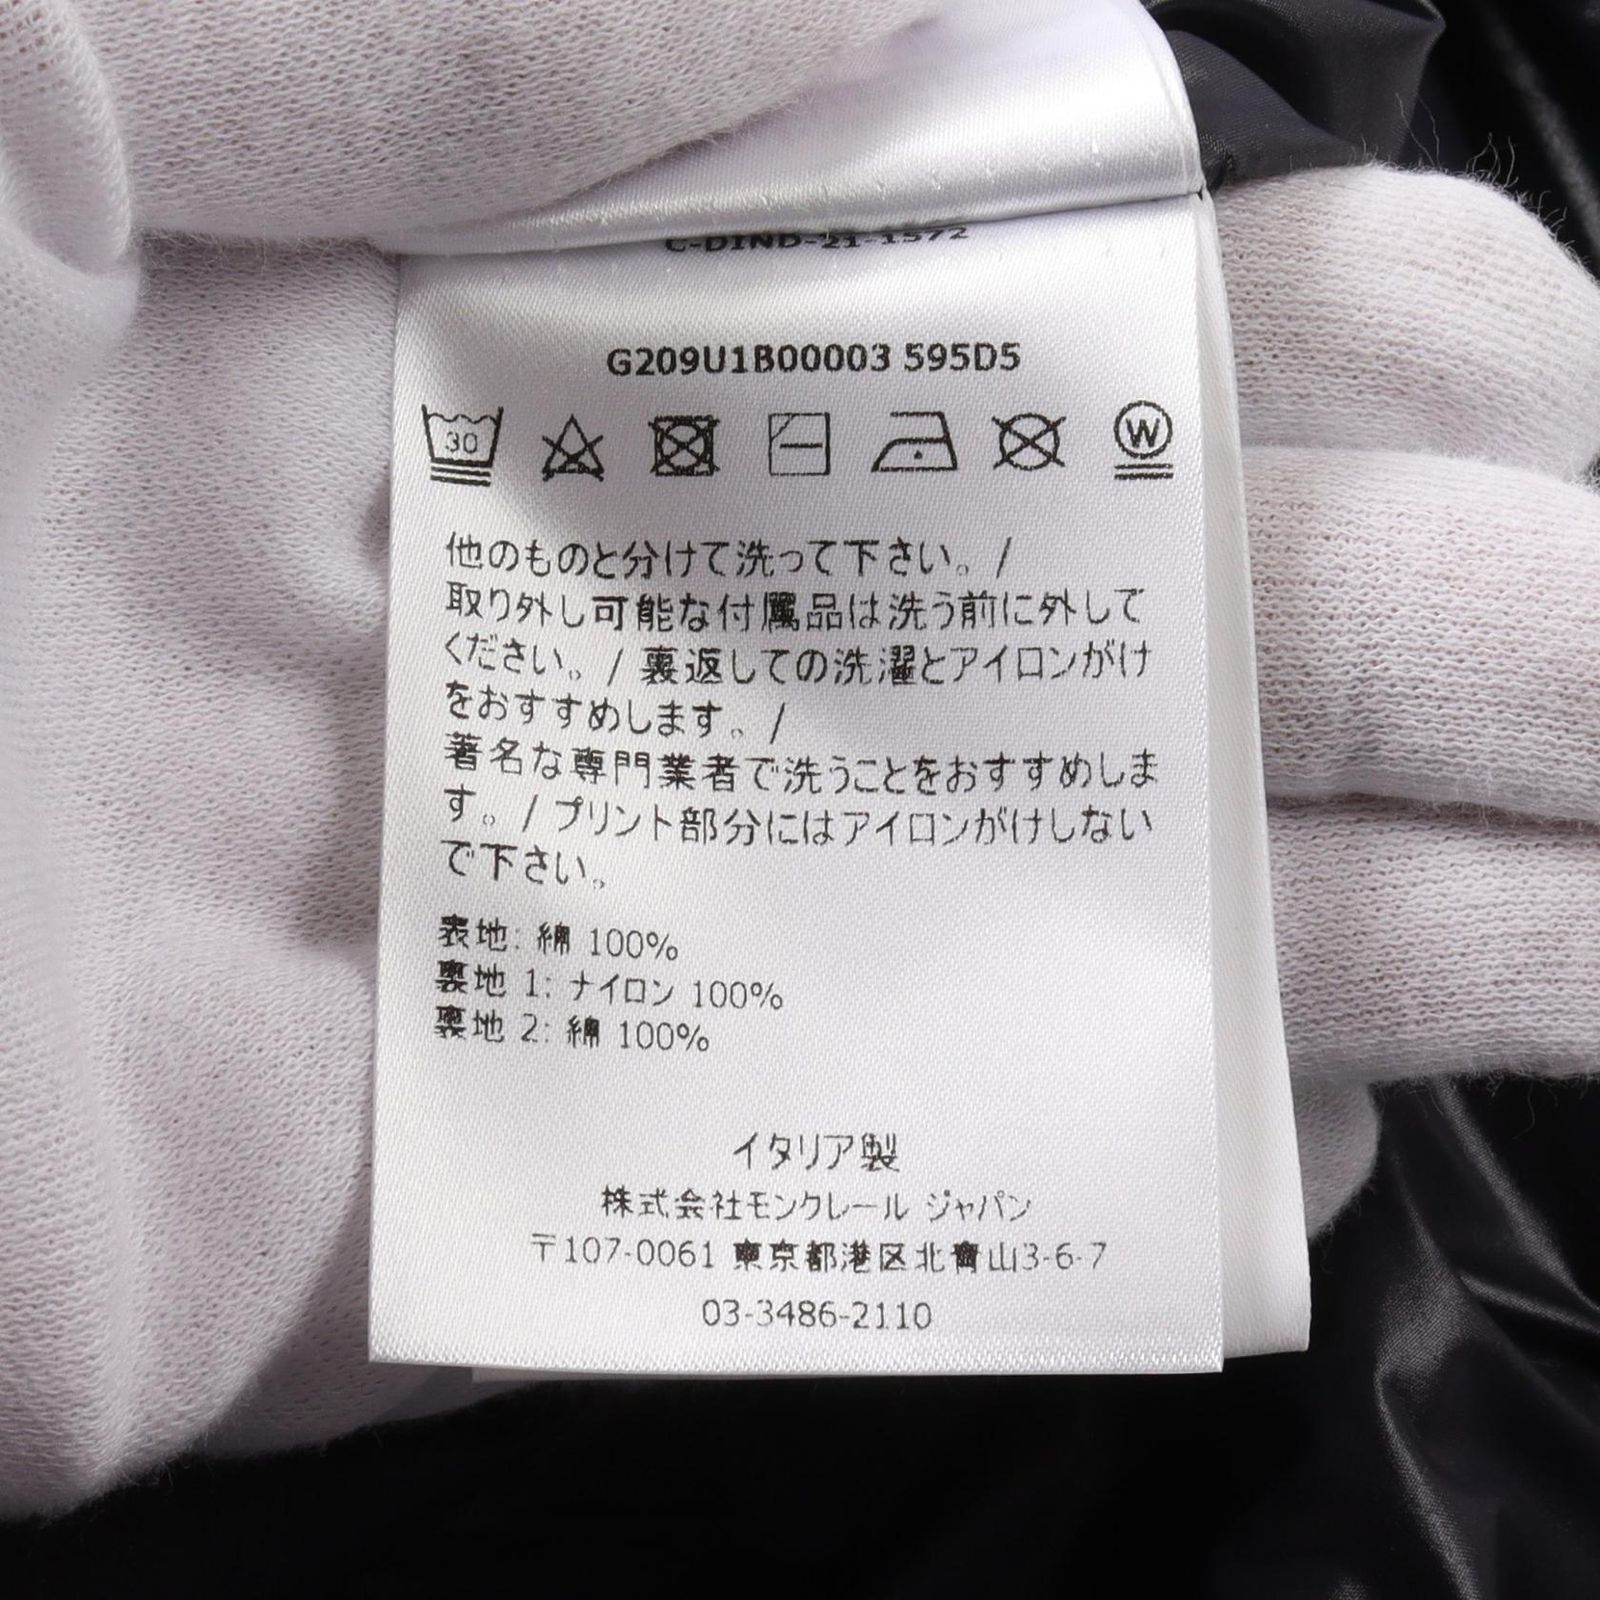 C-DIND-21-1572
G209U1B00003 595D5
30
W
他のものと分けて洗って下さい。/
取り外し可能な付属品は洗う前に外して
ください。/ 裏返しての洗濯とアイロンがけ
をおすすめします。/
著名な専門業者で洗うことをおすすめしま
す。/ プリント部分にはアイロンがけしない
で下さい。
表地: 綿 100%
裏地 1: ナイロン 100%
裏地 2: 綿 100%
イタリア製
株式会社モンクレール ジャパン
〒107-0061 東京都港区北青山3-6-7
03-3486-2110